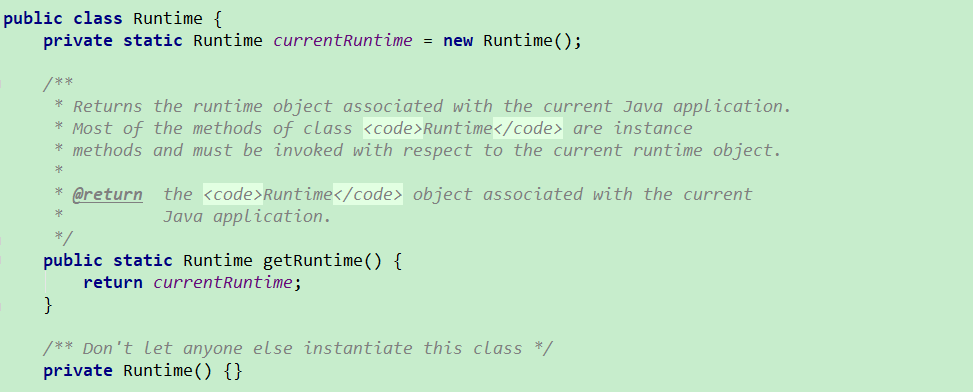 public class Runtime {
    private static Runtime currentRuntime = new Runtime();

    /**
     * Returns the runtime object associated with the current Java application.
     * Most of the methods of class <code>Runtime</code> are instance
     * methods and must be invoked with respect to the current runtime object.
     *
     * @return  the <code>Runtime</code> object associated with the current
     *          Java application.
     */
    public static Runtime getRuntime() {
        return currentRuntime;
    }

    /** Don't let anyone else instantiate this class */
    private Runtime() {}